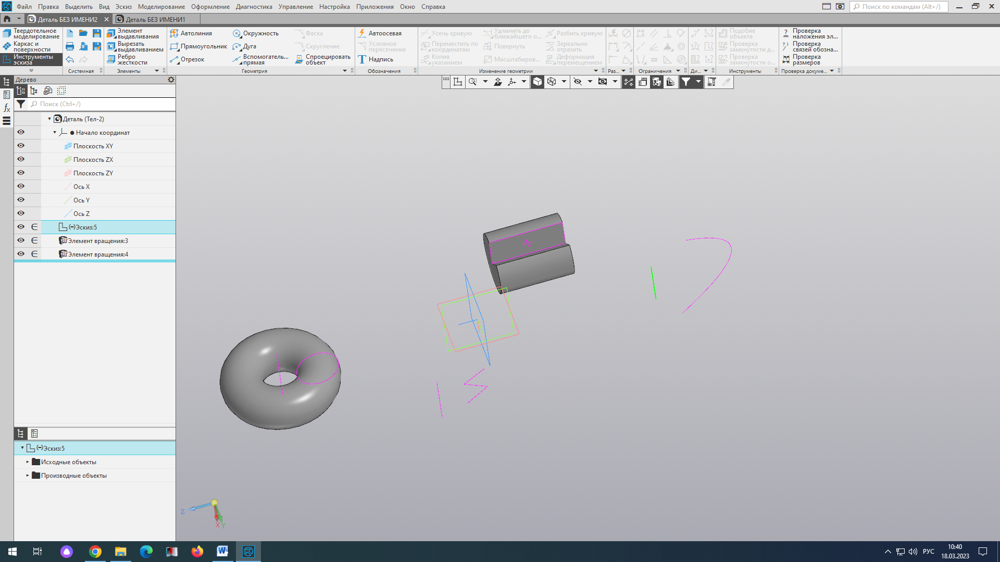 Файл Правка Выделить Вид Эскиз Моделирование Оформление Диагностика Управление Настройка Приложения Окно Справка
Поиск по командам (Alt+/)
Деталь БЕЗ ИМЕНИ2
Деталь БЕЗ ИМЕНИ1
Твердотельное моделирование
Каркас и поверхности
Инструменты эскиза
Системная
Элемент выдавливания
Вырезать выдавливанием
Ребро жесткости
Элементы
Автолиния
Прямоугольник
Отрезок
Окружность
Дуга
Вспомогатель... прямая
Фаска
Скругление
Спроецировать объект
Геометрия
Автоосевая
Условное пересечение
Надпись
Обозначения
Усечь кривую
Переместить по координатам
Копия указанием
Удлинить до ближайшего о...
Повернуть
Масштабиров...
Разбить кривую
Зеркально отразить
Деформация перемещением
Изменение геометрии
Раз...
Ограничения
Ди...
Подобие объекта
Проверка замкнутости д...
Проверка замкнутости о...
Инструменты
Проверка наложения эл...
Проверка связей обозна...
Проверка размеров
Проверка докуме...
Дерево
Поиск (Ctrl+/)
Деталь (Тел-2)
Начало координат
Плоскость XY
Плоскость ZX
Плоскость ZY
Ось X
Ось Y
Ось Z
(−)Эскиз:5
Элемент вращения:3
Элемент вращения:4
(−)Эскиз:5
Исходные объекты
Производные объекты
Z
X
Y
РУС
10:40
18.03.2023